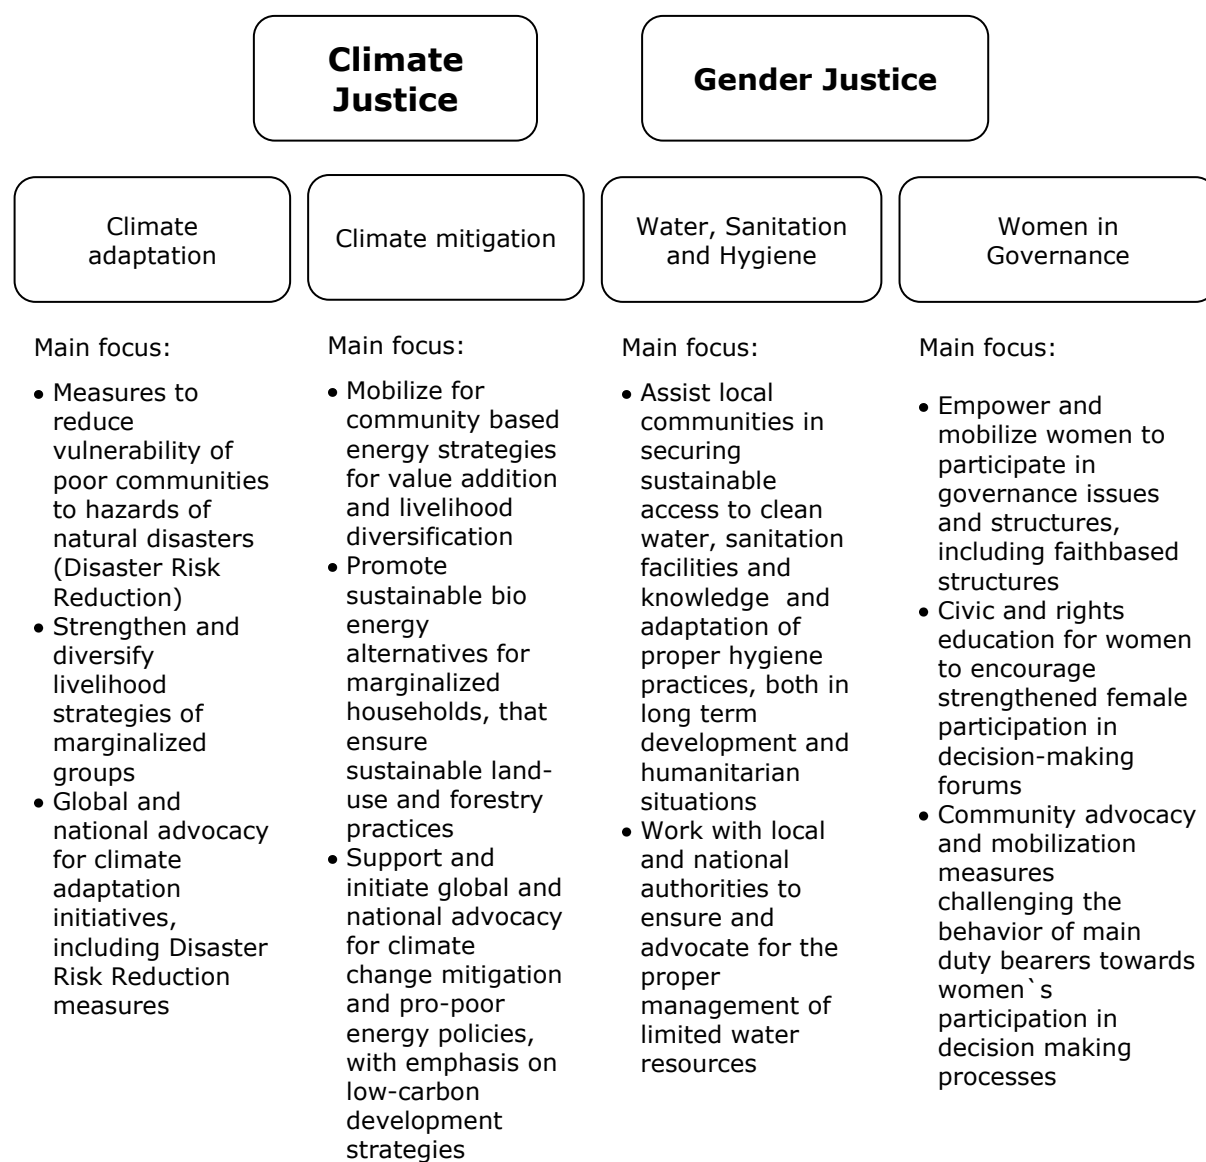 Climate
Justice
Gender Justice
Climate
adaptation
Climate mitigation
Water, Sanitation
and Hygiene
Women in
Governance
Main focus:
• Measures to
reduce
vulnerability of
poor communities
to hazards of
natural disasters
(Disaster Risk
Reduction)
• Strengthen and
diversify
livelihood
strategies of
marginalized
groups
• Global and
national advocacy
for climate
adaptation
initiatives,
including Disaster
Risk Reduction
measures
Main focus:
• Mobilize for
community based
energy strategies
for value addition
and livelihood
diversification
• Promote
sustainable bio
energy
alternatives for
marginalized
households, that
ensure
sustainable land-
use and forestry
practices
• Support and
initiate global and
national advocacy
for climate
change mitigation
and pro-poor
energy policies,
with emphasis on
low-carbon
development
strategies
Main focus:
• Assist local
communities in
securing
sustainable
access to clean
water, sanitation
facilities and
knowledge  and
adaptation of
proper hygiene
practices, both in
long term
development and
humanitarian
situations
• Work with local
and national
authorities to
ensure and
advocate for the
proper
management of
limited water
resources
Main focus:
• Empower and
mobilize women to
participate in
governance issues
and structures,
including faithbased
structures
• Civic and rights
education for women
to encourage
strengthened female
participation in
decision-making
forums
• Community advocacy
and mobilization
measures
challenging the
behavior of main
duty bearers towards
women`s
participation in
decision making
processes